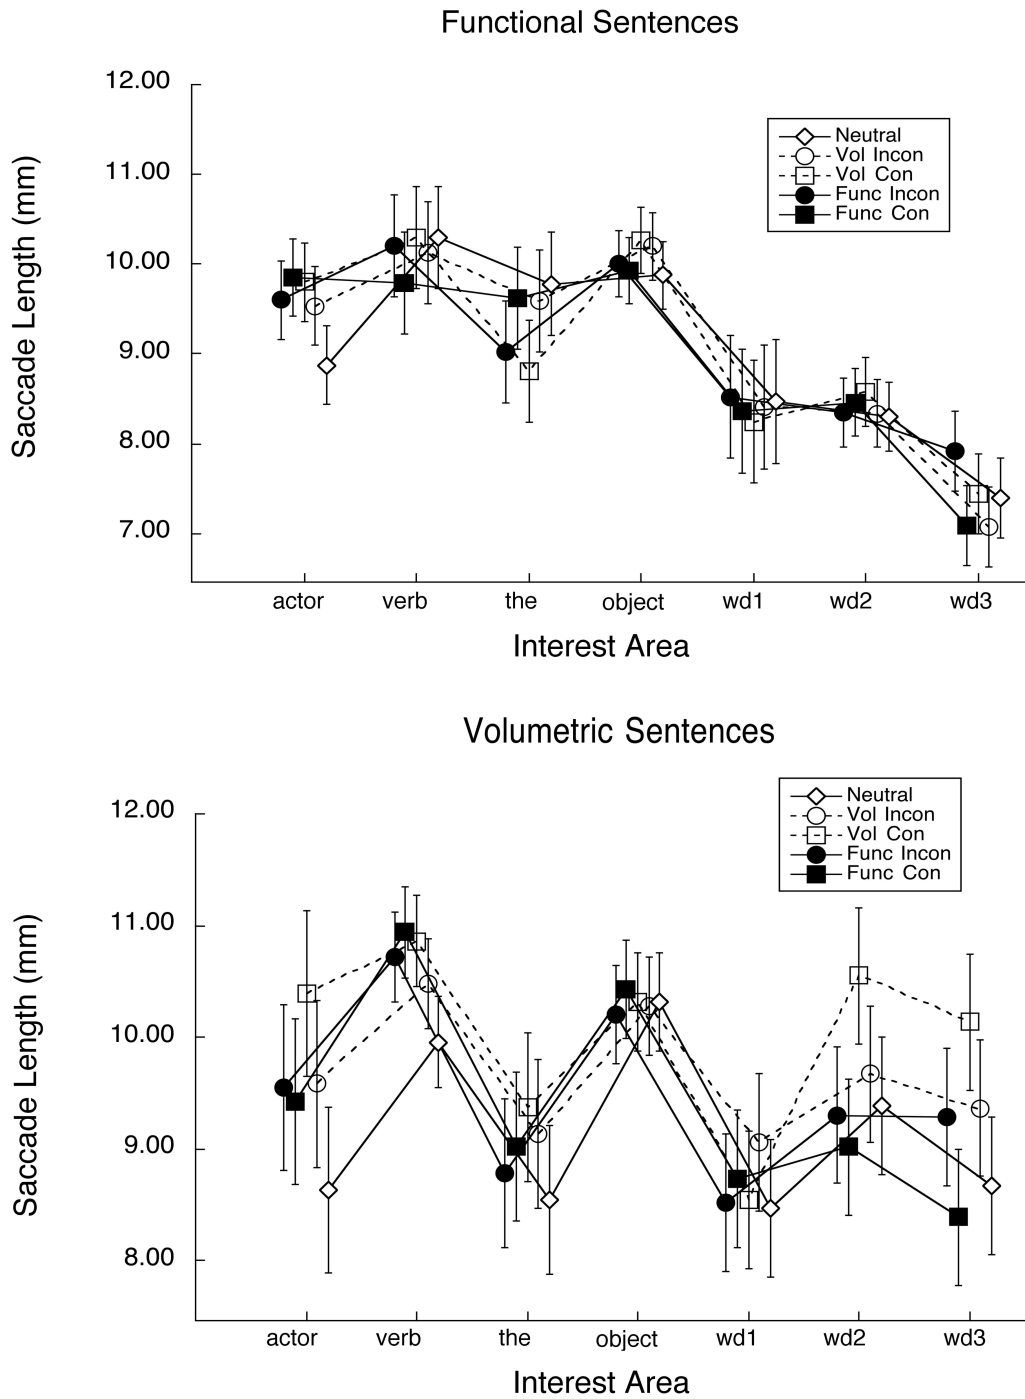 Functional Sentences
12.00
11.00
10.00
9.00
8.00
7.00
Saccade Length (mm)
Neutral
Vol Incon
Vol Con
Func Incon
Func Con
actor verb the object wd1 wd2 wd3
Interest Area
Volumetric Sentences
12.00
11.00
10.00
9.00
8.00
Saccade Length (mm)
Neutral
Vol Incon
Vol Con
Func Incon
Func Con
actor verb the object wd1 wd2 wd3
Interest Area